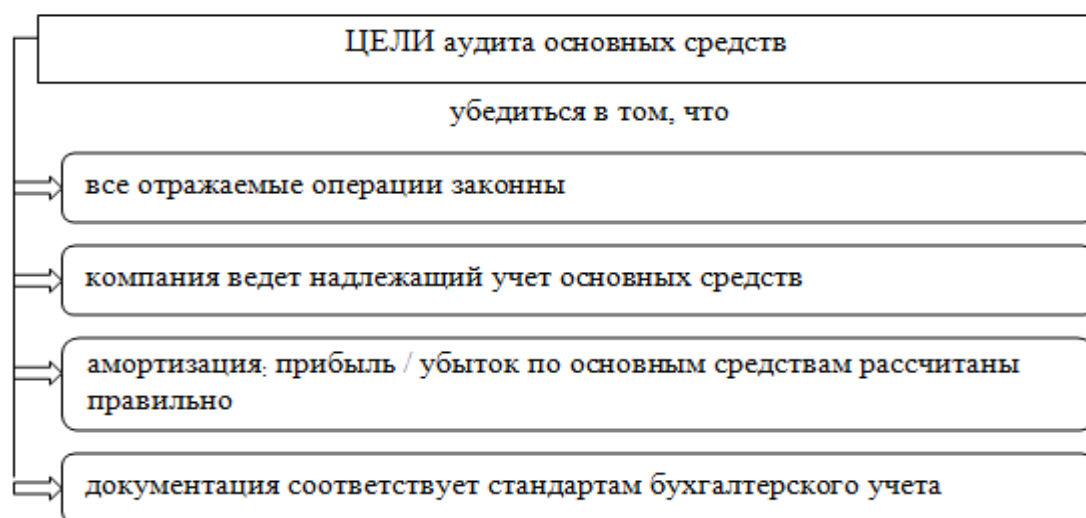 ЦЕЛИ аудита основных средств
убедиться в том, что
все отражаемые операции законны
компания ведет надлежащий учет основных средств
амортизация: прибыль / убыток по основным средствам рассчитаны
правильно
документация соответствует стандартам бухгалтерского учета